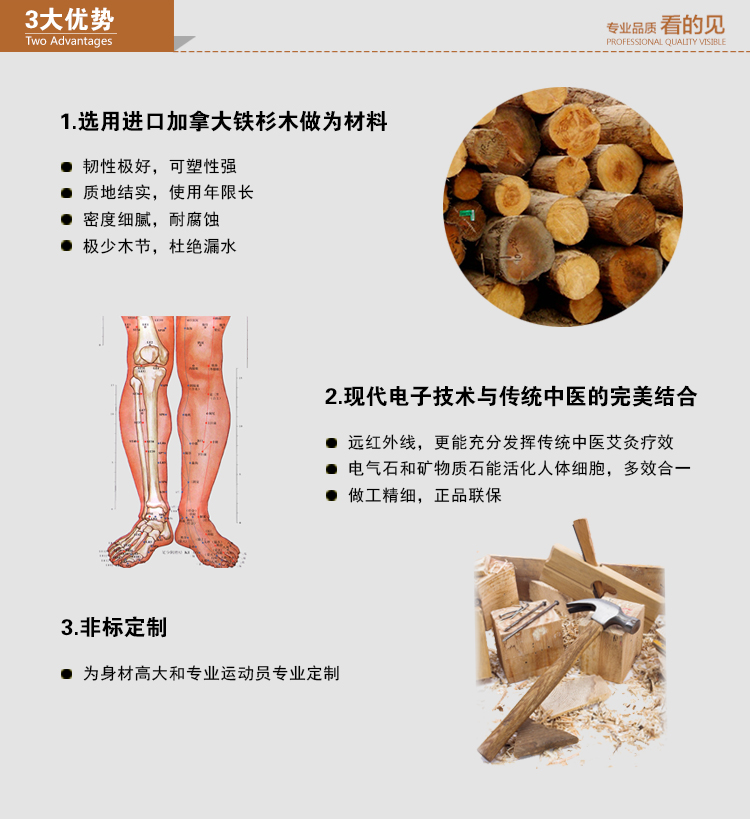 3大优势
Two Advantages
专业品质 看的见
PROFESSIONAL QUALITY VISIBLE
1.选用进口加拿大铁杉木做为材料
韧性极好，可塑性强
质地结实，使用年限长
密度细腻，耐腐蚀
极少木节，杜绝漏水
2.现代电子技术与传统中医的完美结合
远红外线，更能充分发挥传统中医艾灸疗效
电气石和矿物质石能活化人体细胞，多效合一
做工精细，正品联保
3.非标定制
为身材高大和专业运动员专业定制